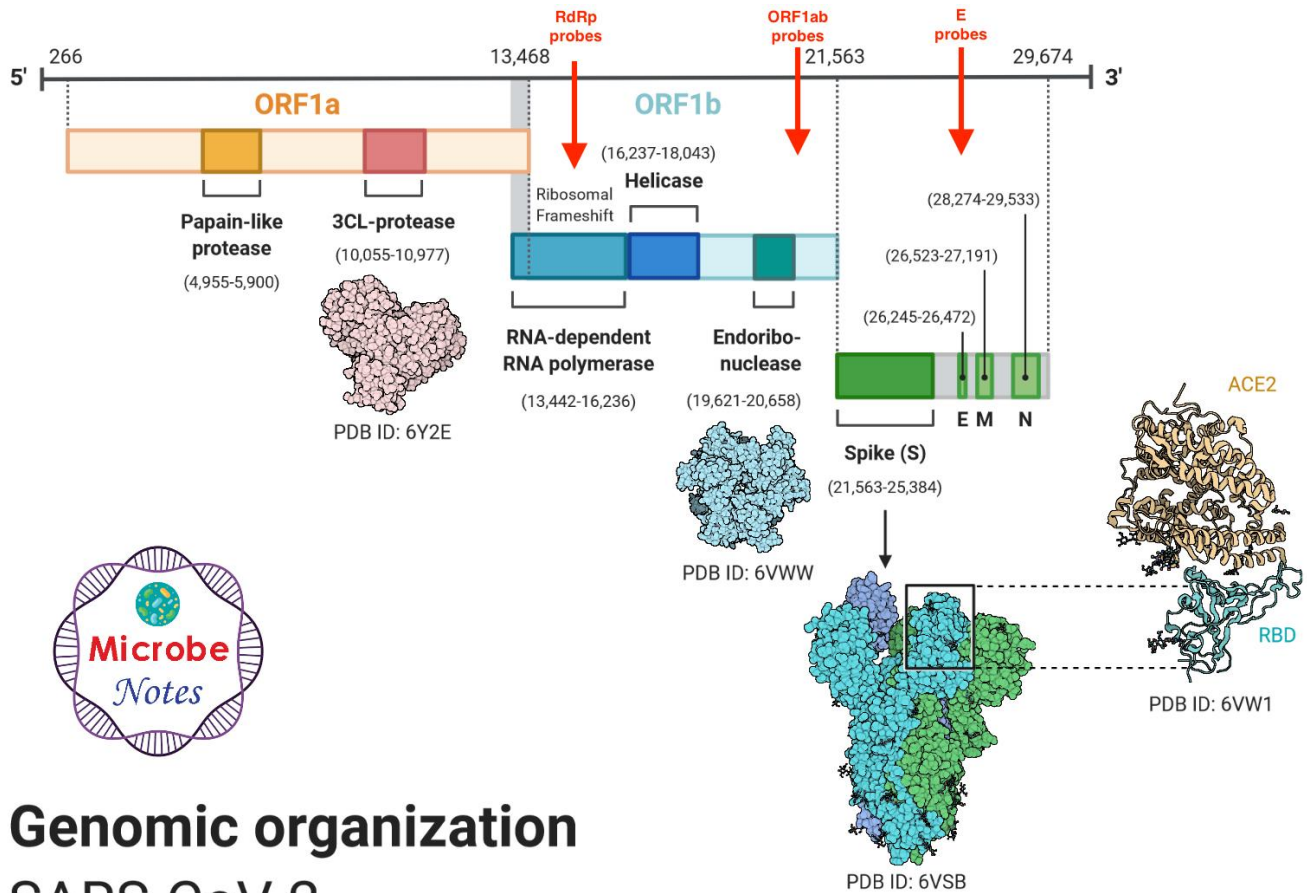 RdRp
probes
ORF1ab
probes
E
probes
266
13,468
21,563
29,674
5'
3'
ORF1a
ORF1b
(16,237-18,043)
Helicase
Ribosomal
Frameshift
(28,274-29,533)
(26,523-27,191)
(26,245-26,472)
Papain-like
protease
(4,955-5,900)
3CL-protease
(10,055-10,977)
PDB ID: 6Y2E
RNA-dependent
RNA polymerase
(13,442-16,236)
Endoribo-
nuclease
(19,621-20,658)
PDB ID: 6VWW
E M N
Spike (S)
(21,563-25,384)
ACE2
RBD
PDB ID: 6VW1
PDB ID: 6VSB
Microbe
Notes
Genomic organization
SARS-CoV-2